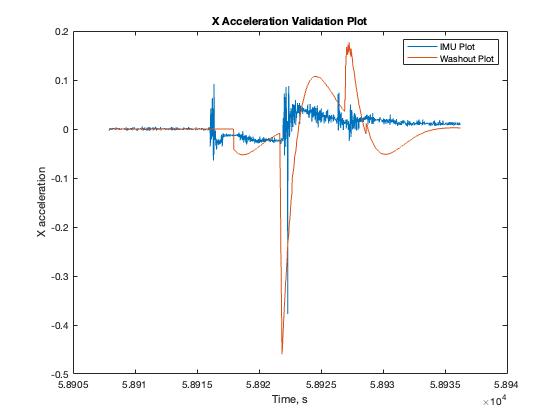 X Acceleration Validation Plot
IMU Plot
Washout Plot
0.2
0.1
0
-0.1
-0.2
-0.3
-0.4
-0.5
X acceleration
5.8905 5.891 5.8915 5.892 5.8925 5.893 5.8935 5.894
Time, s
×10^4